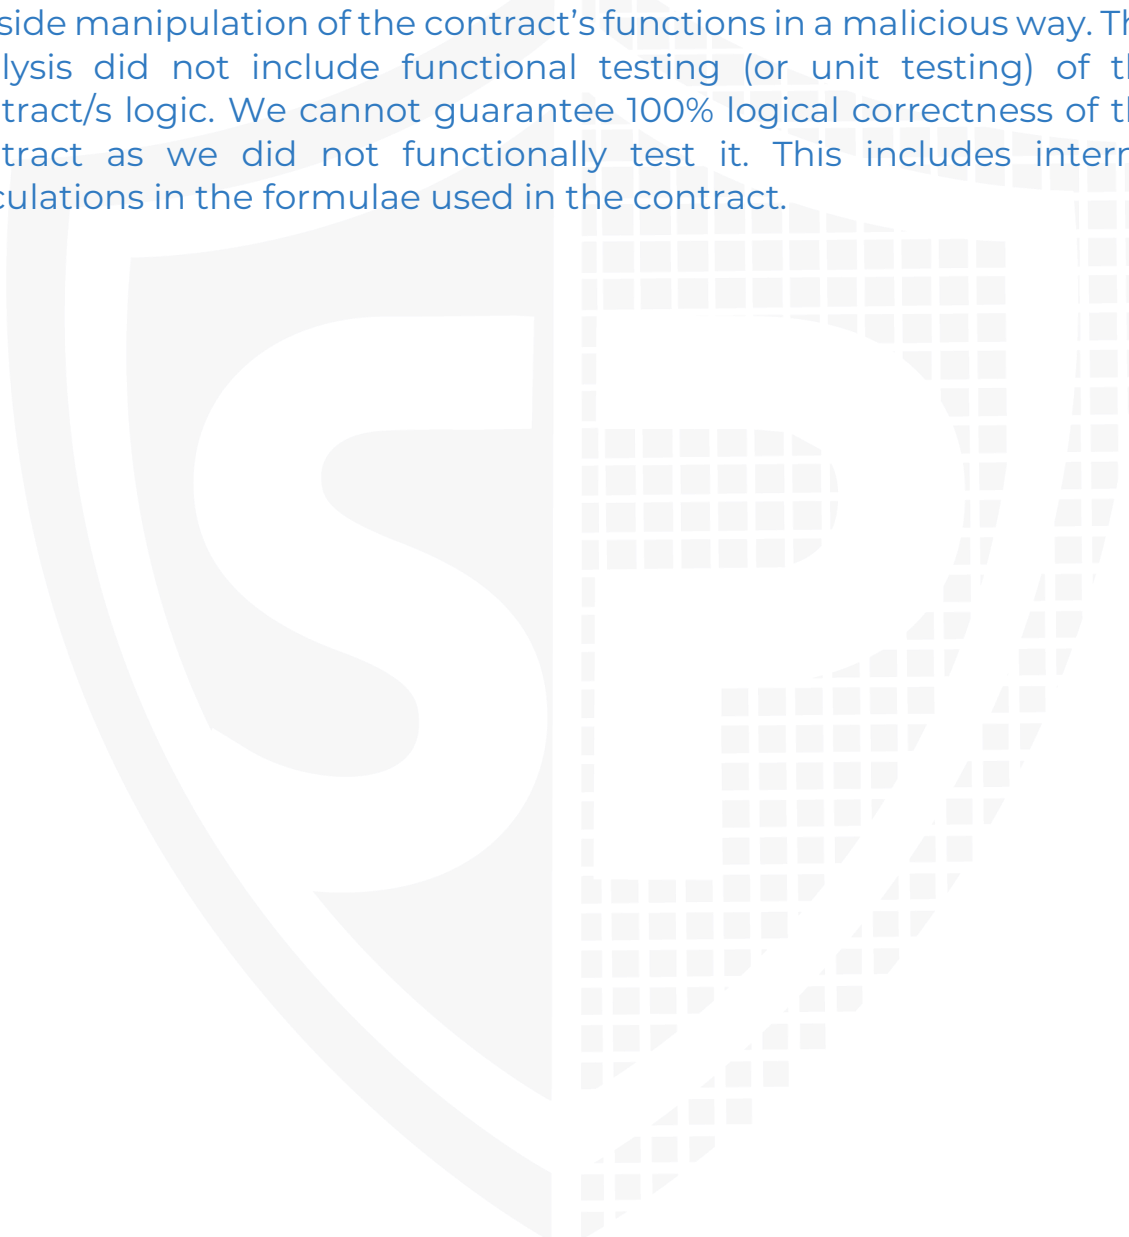 side manipulation of the contract's functions in a malicious way. Th
lysis did not include functional testing (or unit testing) of th
tract/s logic. We cannot guarantee 100% logical correctness of th
tract as we did not functionally test it. This includes intern
culations in the formulae used in the contract.
SP